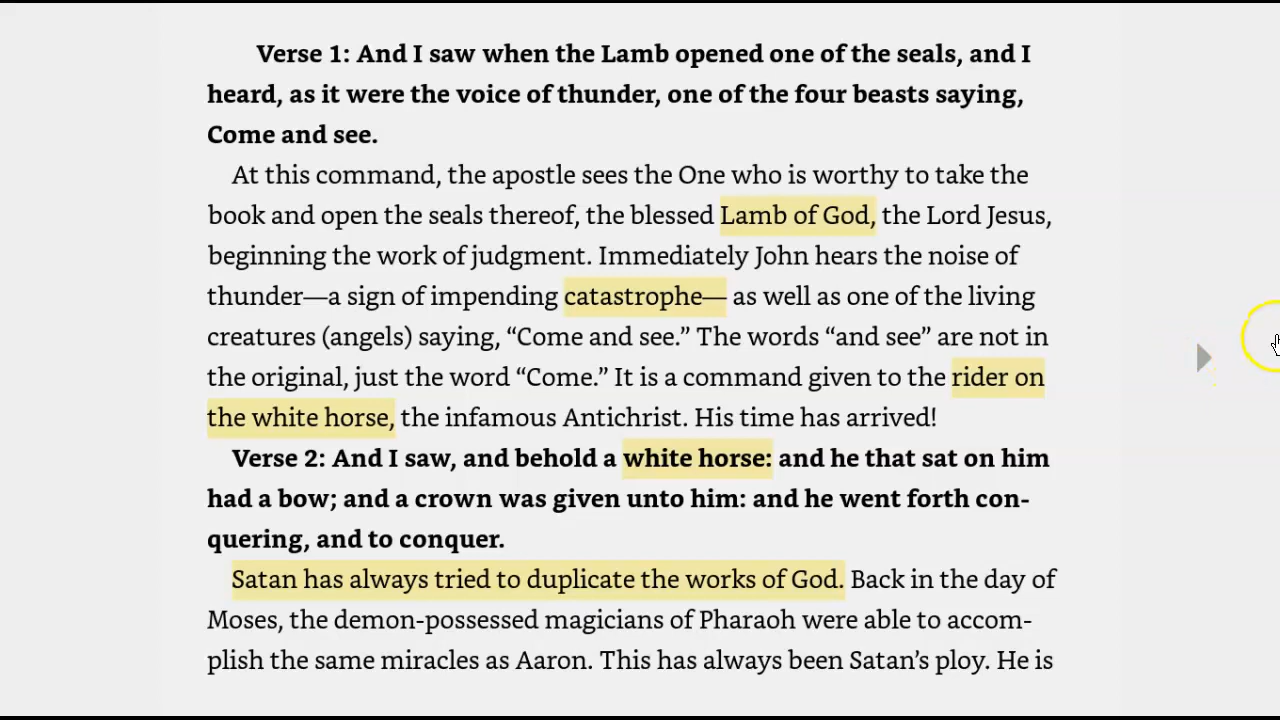 Verse 1: And I saw when the Lamb opened one of the seals, and I
heard, as it were the voice of thunder, one of the four beasts saying,
Come and see.
At this command, the apostle sees the One who is worthy to take the
book and open the seals thereof, the blessed Lamb of God, the Lord Jesus,
beginning the work of judgment. Immediately John hears the noise of
thunder—a sign of impending catastrophe— as well as one of the living
creatures (angels) saying, “Come and see.” The words “and see” are not in
the original, just the word “Come.” It is a command given to the rider on
the white horse, the infamous Antichrist. His time has arrived!
Verse 2: And I saw, and behold a white horse: and he that sat on him
had a bow; and a crown was given unto him: and he went forth con-
quering, and to conquer.
Satan has always tried to duplicate the works of God. Back in the day of
Moses, the demon-possessed magicians of Pharaoh were able to accom-
plish the same miracles as Aaron. This has always been Satan’s ploy. He is